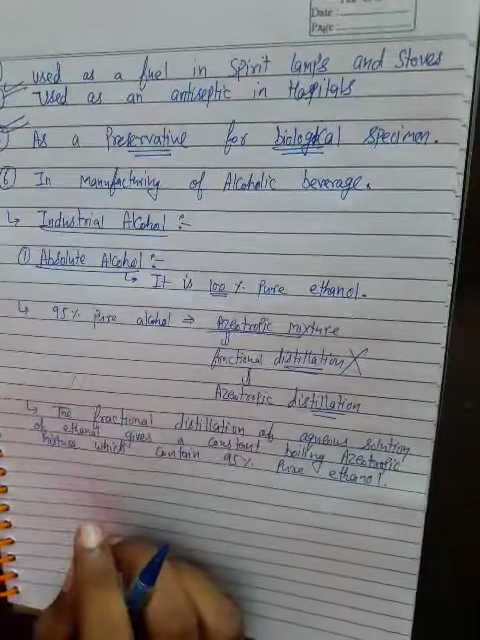 Date :
Page :
used as a fuel in Spirit lamps and Stoves
Used as an antiseptic in Hospitals
As a Preservative for biological specimen.
⑥ In manufacturing of Alcoholic beverage.
↳ Industrial Alcohol :-
① Absolute Alcohol :-
↳ It is 100% Pure ethanol.
↳ 95% Pure alcohol ⇒ Azeotropic mixture
⇓
fractional distillation X
⇓
Azeotropic distillation
↳ The fractional distillation of aqueous solution
of ethanol gives a constant boiling Azeotropic
mixture which contain 95% Pure ethanol.